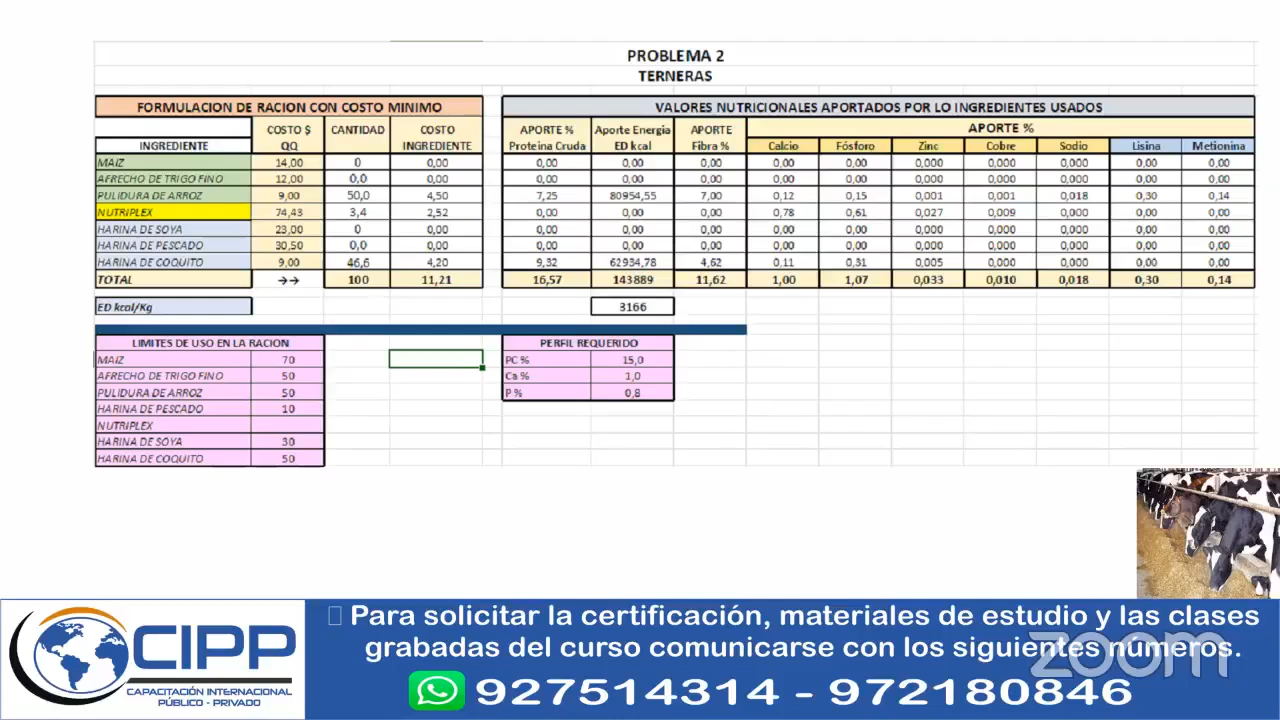 PROBLEMA 2
TERNERAS
FORMULACION DE RACION CON COSTO MINIMO
VALORES NUTRICIONALES APORTADOS POR LO INGREDIENTES USADOS
COSTO $ CANTIDAD COSTO APORTE % Aporte Energia APORTE APORTE %
INGREDIENTE QQ INGREDIENTE Proteina Cruda ED kcal Fibra % Calcio Fósforo Zinc Cobre Sodio Lisina Metionina
MAIZ 14,00 0 0,00 0,00 0,00 0,00 0,00 0,00 0,000 0,000 0,000 0,00 0,00
AFRECHO DE TRIGO FINO 12,00 0,0 0,00 0,00 0,00 0,00 0,00 0,00 0,000 0,000 0,000 0,00 0,00
PULIDURA DE ARROZ 9,00 50,0 4,50 7,25 80954,55 7,00 0,12 0,15 0,001 0,001 0,018 0,30 0,14
NUTRIPLEX 74,43 3,4 2,52 0,00 0,00 0,00 0,78 0,61 0,027 0,009 0,000 0,00 0,00
HARINA DE SOYA 23,00 0 0,00 0,00 0,00 0,00 0,00 0,00 0,000 0,000 0,000 0,00 0,00
HARINA DE PESCADO 30,50 0,0 0,00 0,00 0,00 0,00 0,00 0,00 0,000 0,000 0,000 0,00 0,00
HARINA DE COQUITO 9,00 46,6 4,20 9,32 62934,78 4,62 0,11 0,31 0,005 0,000 0,000 0,00 0,00
TOTAL →→ 100 11,21 16,57 143889 11,62 1,00 1,07 0,033 0,010 0,018 0,30 0,14
ED kcal/Kg 3166
LIMITES DE USO EN LA RACION
MAIZ 70
AFRECHO DE TRIGO FINO 50
PULIDURA DE ARROZ 50
HARINA DE PESCADO 10
NUTRIPLEX
HARINA DE SOYA 30
HARINA DE COQUITO 50
PERFIL REQUERIDO
PC % 15,0
Ca % 1,0
P % 0,8
CIPP
CAPACITACIÓN INTERNACIONAL
PÚBLICO - PRIVADO
Para solicitar la certificación, materiales de estudio y las clases
grabadas del curso comunicarse con los siguientes números.
927514314 - 972180846
zoom